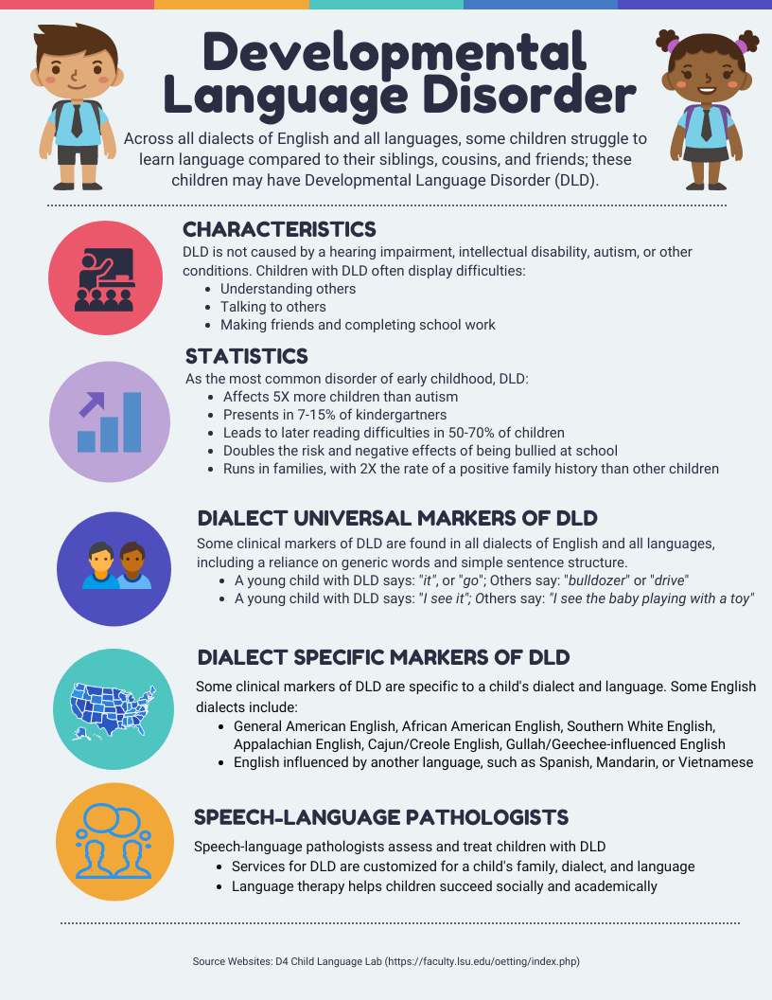 Developmental
Language Disorder
Across all dialects of English and all languages, some children struggle to
learn language compared to their siblings, cousins, and friends; these
children may have Developmental Language Disorder (DLD).
CHARACTERISTICS
DLD is not caused by a hearing impairment, intellectual disability, autism, or other
conditions. Children with DLD often display difficulties:
• Understanding others
• Talking to others
• Making friends and completing school work
STATISTICS
As the most common disorder of early childhood, DLD:
• Affects 5X more children than autism
• Presents in 7-15% of kindergartners
• Leads to later reading difficulties in 50-70% of children
• Doubles the risk and negative effects of being bullied at school
• Runs in families, with 2X the rate of a positive family history than other children
DIALECT UNIVERSAL MARKERS OF DLD
Some clinical markers of DLD are found in all dialects of English and all languages,
including a reliance on generic words and simple sentence structure.
• A young child with DLD says: "it", or "go"; Others say: "bulldozer" or "drive"
• A young child with DLD says: "I see it"; Others say: "I see the baby playing with a toy"
DIALECT SPECIFIC MARKERS OF DLD
Some clinical markers of DLD are specific to a child's dialect and language. Some English
dialects include:
• General American English, African American English, Southern White English,
Appalachian English, Cajun/Creole English, Gullah/Geechee-influenced English
• English influenced by another language, such as Spanish, Mandarin, or Vietnamese
SPEECH-LANGUAGE PATHOLOGISTS
Speech-language pathologists assess and treat children with DLD
• Services for DLD are customized for a child's family, dialect, and language
• Language therapy helps children succeed socially and academically
Source Websites: D4 Child Language Lab (https://faculty.lsu.edu/oetting/index.php)